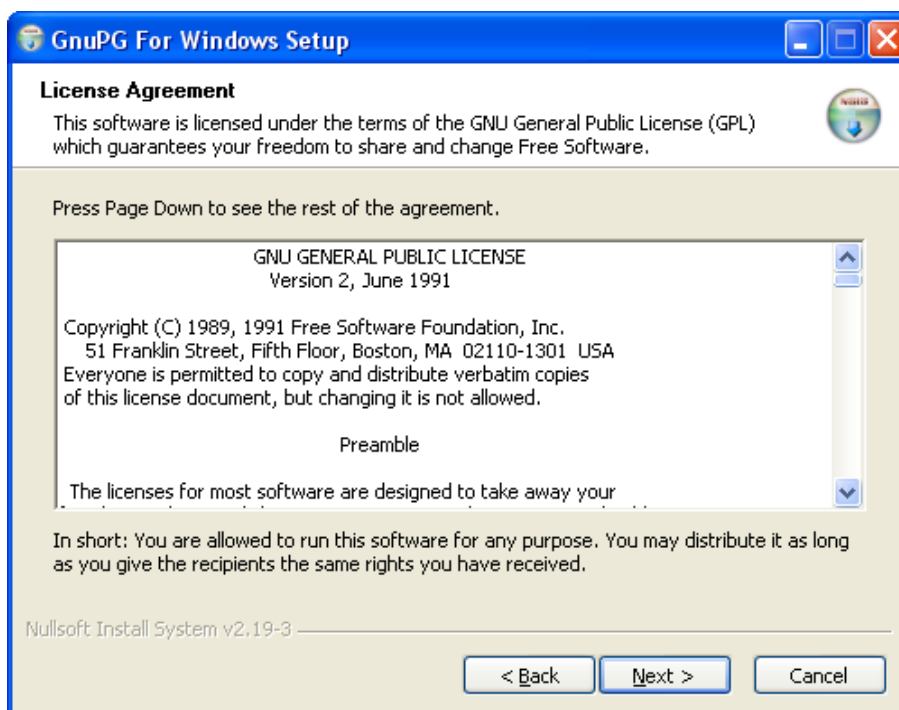 GnuPG For Windows Setup
License Agreement
This software is licensed under the terms of the GNU General Public License (GPL)
which guarantees your freedom to share and change Free Software.
Press Page Down to see the rest of the agreement.
GNU GENERAL PUBLIC LICENSE
Version 2, June 1991
Copyright (C) 1989, 1991 Free Software Foundation, Inc.
51 Franklin Street, Fifth Floor, Boston, MA  02110-1301  USA
Everyone is permitted to copy and distribute verbatim copies
of this license document, but changing it is not allowed.
Preamble
The licenses for most software are designed to take away your
In short: You are allowed to run this software for any purpose. You may distribute it as long
as you give the recipients the same rights you have received.
Nullsoft Install System v2.19-3
< Back
Next >
Cancel